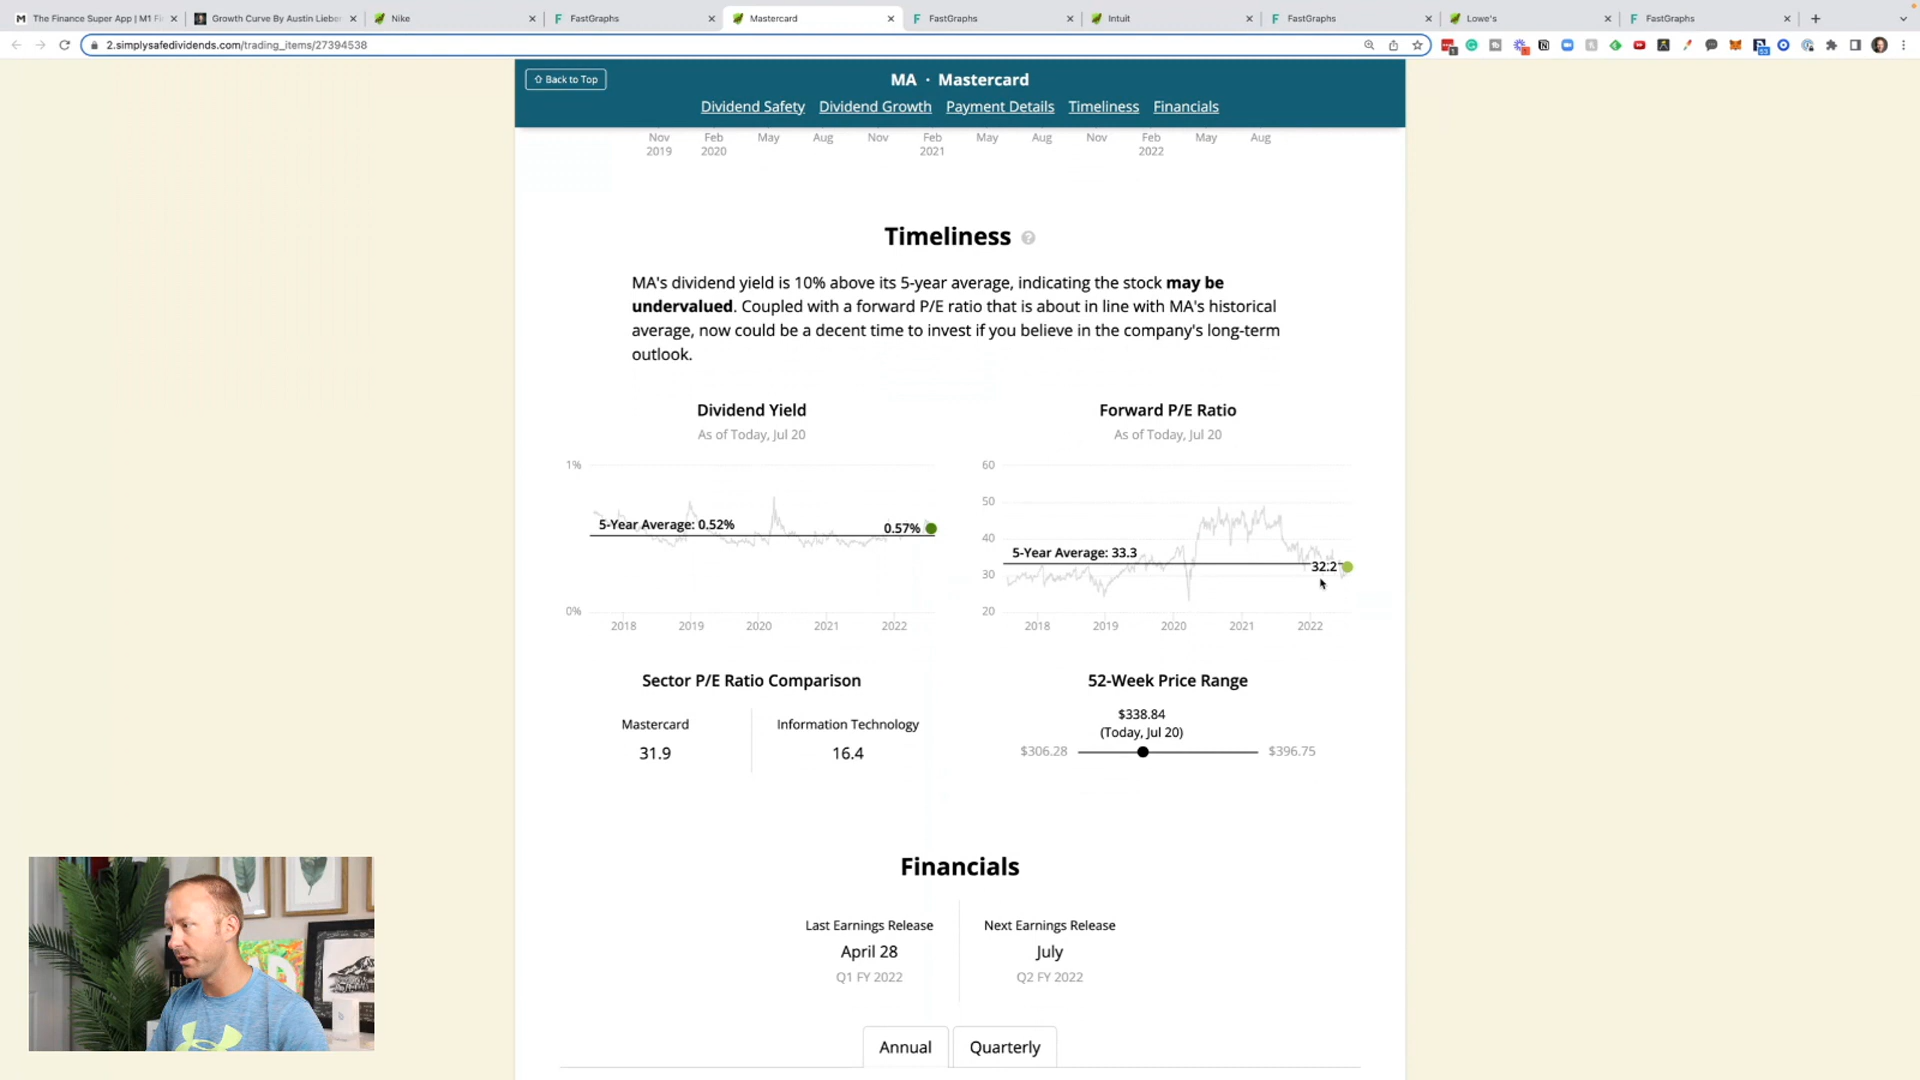 The Finance Super App | M1 Fi
Growth Curve By Austin Lieber
Nike
FastGraphs
Mastercard
FastGraphs
Intuit
FastGraphs
Lowe's
FastGraphs
2.simplysafedividends.com/trading_items/27394538
Back to Top
MA · Mastercard
Dividend Safety Dividend Growth Payment Details Timeliness Financials
Nov Feb May Aug Nov Feb May Aug Nov Feb May Aug
2019 2020 2021 2022
Timeliness ?
MA's dividend yield is 10% above its 5-year average, indicating the stock may be
undervalued. Coupled with a forward P/E ratio that is about in line with MA's historical
average, now could be a decent time to invest if you believe in the company's long-term
outlook.
Dividend Yield
As of Today, Jul 20
1%
5-Year Average: 0.52%
0.57%
0%
2018 2019 2020 2021 2022
Forward P/E Ratio
As of Today, Jul 20
60
50
40
5-Year Average: 33.3
32.2
30
20
2018 2019 2020 2021 2022
Sector P/E Ratio Comparison
Mastercard
31.9
Information Technology
16.4
52-Week Price Range
$338.84
(Today, Jul 20)
$306.28
$396.75
Financials
Last Earnings Release
April 28
Q1 FY 2022
Next Earnings Release
July
Q2 FY 2022
Annual
Quarterly